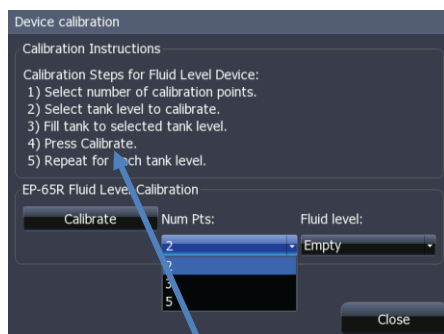 Device calibration
Calibration Instructions
Calibration Steps for Fluid Level Device:
1) Select number of calibration points.
2) Select tank level to calibrate.
3) Fill tank to selected tank level.
4) Press Calibrate.
5) Repeat for each tank level.
EP-65R Fluid Level Calibration
Calibrate Num Pts: Fluid level:
2 Empty
2
3
5
Close